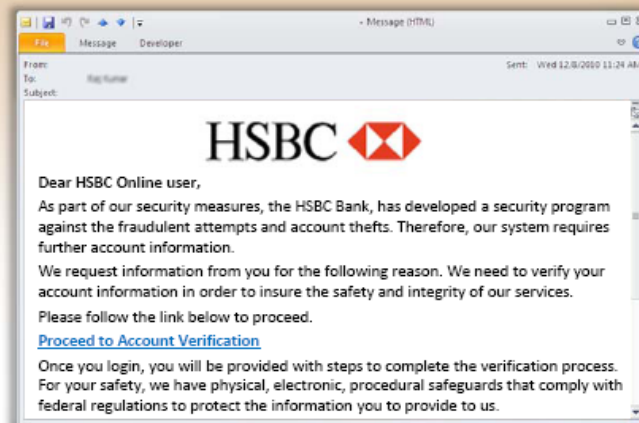 - Message (HTML)
File Message Developer
From:
Sent: Wed 12/8/2010 11:24 AM
To:
Subject:
HSBC
Dear HSBC Online user,
As part of our security measures, the HSBC Bank, has developed a security program
against the fraudulent attempts and account thefts. Therefore, our system requires
further account information.
We request information from you for the following reason. We need to verify your
account information in order to insure the safety and integrity of our services.
Please follow the link below to proceed.
Proceed to Account Verification
Once you login, you will be provided with steps to complete the verification process.
For your safety, we have physical, electronic, procedural safeguards that comply with
federal regulations to protect the information you to provide to us.